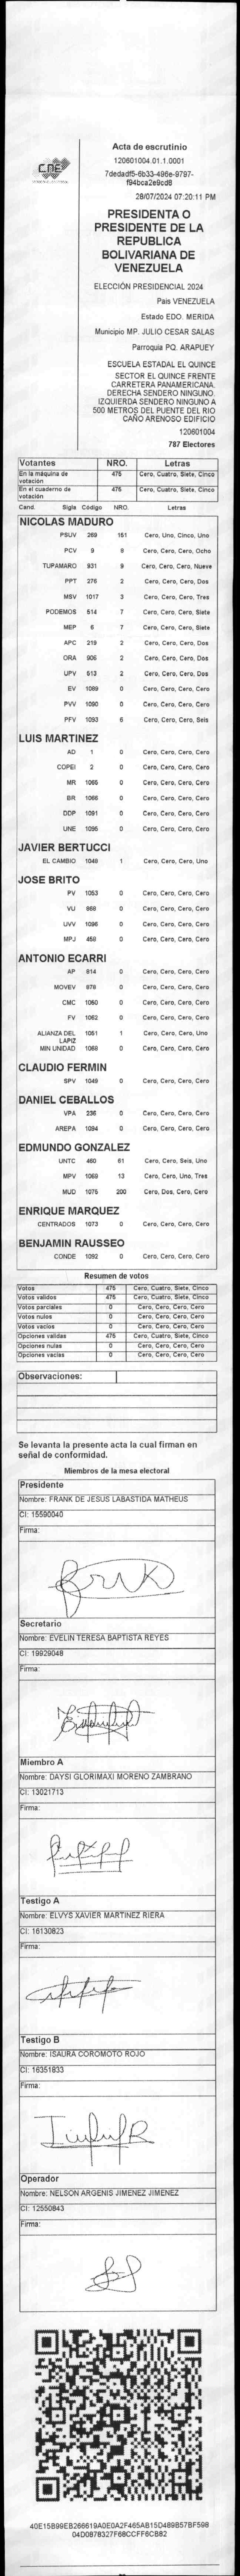 CNE
Acta de escrutinio
120601004.01.1.0001
7dedadf5-6b33-496e-9797-
f94bca2e9cd8
28/07/2024 07:20:11 PM
PRESIDENTA O
PRESIDENTE DE LA
REPUBLICA
BOLIVARIANA DE
VENEZUELA
ELECCIÓN PRESIDENCIAL 2024
Pais VENEZUELA
Estado EDO. MERIDA
Municipio MP. JULIO CESAR SALAS
Parroquia PQ. ARAPUEY
ESCUELA ESTADAL EL QUINCE
SECTOR EL QUINCE FRENTE
CARRETERA PANAMERICANA.
DERECHA SENDERO NINGUNO.
IZQUIERDA SENDERO NINGUNO A
500 METROS DEL PUENTE DEL RIO
CAÑO ARENOSO EDIFICIO
120601004
787 Electores
Votantes NRO. Letras
En la máquina de votación 475 Cero, Cuatro, Siete, Cinco
En el cuaderno de votación 475 Cero, Cuatro, Siete, Cinco
Cand. Sigla Código NRO. Letras
NICOLAS MADURO
PSUV 269 151 Cero, Uno, Cinco, Uno
PCV 9 8 Cero, Cero, Cero, Ocho
TUPAMARO 931 9 Cero, Cero, Cero, Nueve
PPT 276 2 Cero, Cero, Cero, Dos
MSV 1017 3 Cero, Cero, Cero, Tres
PODEMOS 514 7 Cero, Cero, Cero, Siete
MEP 6 7 Cero, Cero, Cero, Siete
APC 219 2 Cero, Cero, Cero, Dos
ORA 906 2 Cero, Cero, Cero, Dos
UPV 513 2 Cero, Cero, Cero, Dos
EV 1089 0 Cero, Cero, Cero, Cero
PVV 1090 0 Cero, Cero, Cero, Cero
PFV 1093 6 Cero, Cero, Cero, Seis
LUIS MARTINEZ
AD 1 0 Cero, Cero, Cero, Cero
COPEI 2 0 Cero, Cero, Cero, Cero
MR 1065 0 Cero, Cero, Cero, Cero
BR 1066 0 Cero, Cero, Cero, Cero
DDP 1091 0 Cero, Cero, Cero, Cero
UNE 1095 0 Cero, Cero, Cero, Cero
JAVIER BERTUCCI
EL CAMBIO 1048 1 Cero, Cero, Cero, Uno
JOSE BRITO
PV 1053 0 Cero, Cero, Cero, Cero
VU 868 0 Cero, Cero, Cero, Cero
UVV 1096 0 Cero, Cero, Cero, Cero
MPJ 458 0 Cero, Cero, Cero, Cero
ANTONIO ECARRI
AP 814 0 Cero, Cero, Cero, Cero
MOVEV 878 0 Cero, Cero, Cero, Cero
CMC 1050 0 Cero, Cero, Cero, Cero
FV 1062 0 Cero, Cero, Cero, Cero
ALIANZA DEL LAPIZ 1051 1 Cero, Cero, Cero, Uno
MIN UNIDAD 1068 0 Cero, Cero, Cero, Cero
CLAUDIO FERMIN
SPV 1049 0 Cero, Cero, Cero, Cero
DANIEL CEBALLOS
VPA 236 0 Cero, Cero, Cero, Cero
AREPA 1094 0 Cero, Cero, Cero, Cero
EDMUNDO GONZALEZ
UNTC 460 61 Cero, Cero, Seis, Uno
MPV 1069 13 Cero, Cero, Uno, Tres
MUD 1075 200 Cero, Dos, Cero, Cero
ENRIQUE MARQUEZ
CENTRADOS 1073 0 Cero, Cero, Cero, Cero
BENJAMIN RAUSSEO
CONDE 1092 0 Cero, Cero, Cero, Cero
Resumen de votos
Votos 475 Cero, Cuatro, Siete, Cinco
Votos validos 475 Cero, Cuatro, Siete, Cinco
Votos parciales 0 Cero, Cero, Cero, Cero
Votos nulos 0 Cero, Cero, Cero, Cero
Votos vacios 0 Cero, Cero, Cero, Cero
Opciones validas 475 Cero, Cuatro, Siete, Cinco
Opciones nulas 0 Cero, Cero, Cero, Cero
Opciones vacias 0 Cero, Cero, Cero, Cero
Observaciones:
Se levanta la presente acta la cual firman en
señal de conformidad.
Miembros de la mesa electoral
Presidente
Nombre: FRANK DE JESUS LABASTIDA MATHEUS
CI: 15590040
Firma:
Secretario
Nombre: EVELIN TERESA BAPTISTA REYES
CI: 19929048
Firma:
Miembro A
Nombre: DAYSI GLORIMAXI MORENO ZAMBRANO
CI: 13021713
Firma:
Testigo A
Nombre: ELVYS XAVIER MARTINEZ RIERA
CI: 16130823
Firma:
Testigo B
Nombre: ISAURA COROMOTO ROJO
CI: 16351833
Firma:
Operador
Nombre: NELSON ARGENIS JIMENEZ JIMENEZ
CI: 12550843
Firma:
40E15B99EB266619A0E0A2F465AB15D489B57BF598
04D0878327F68CCFF6CB82